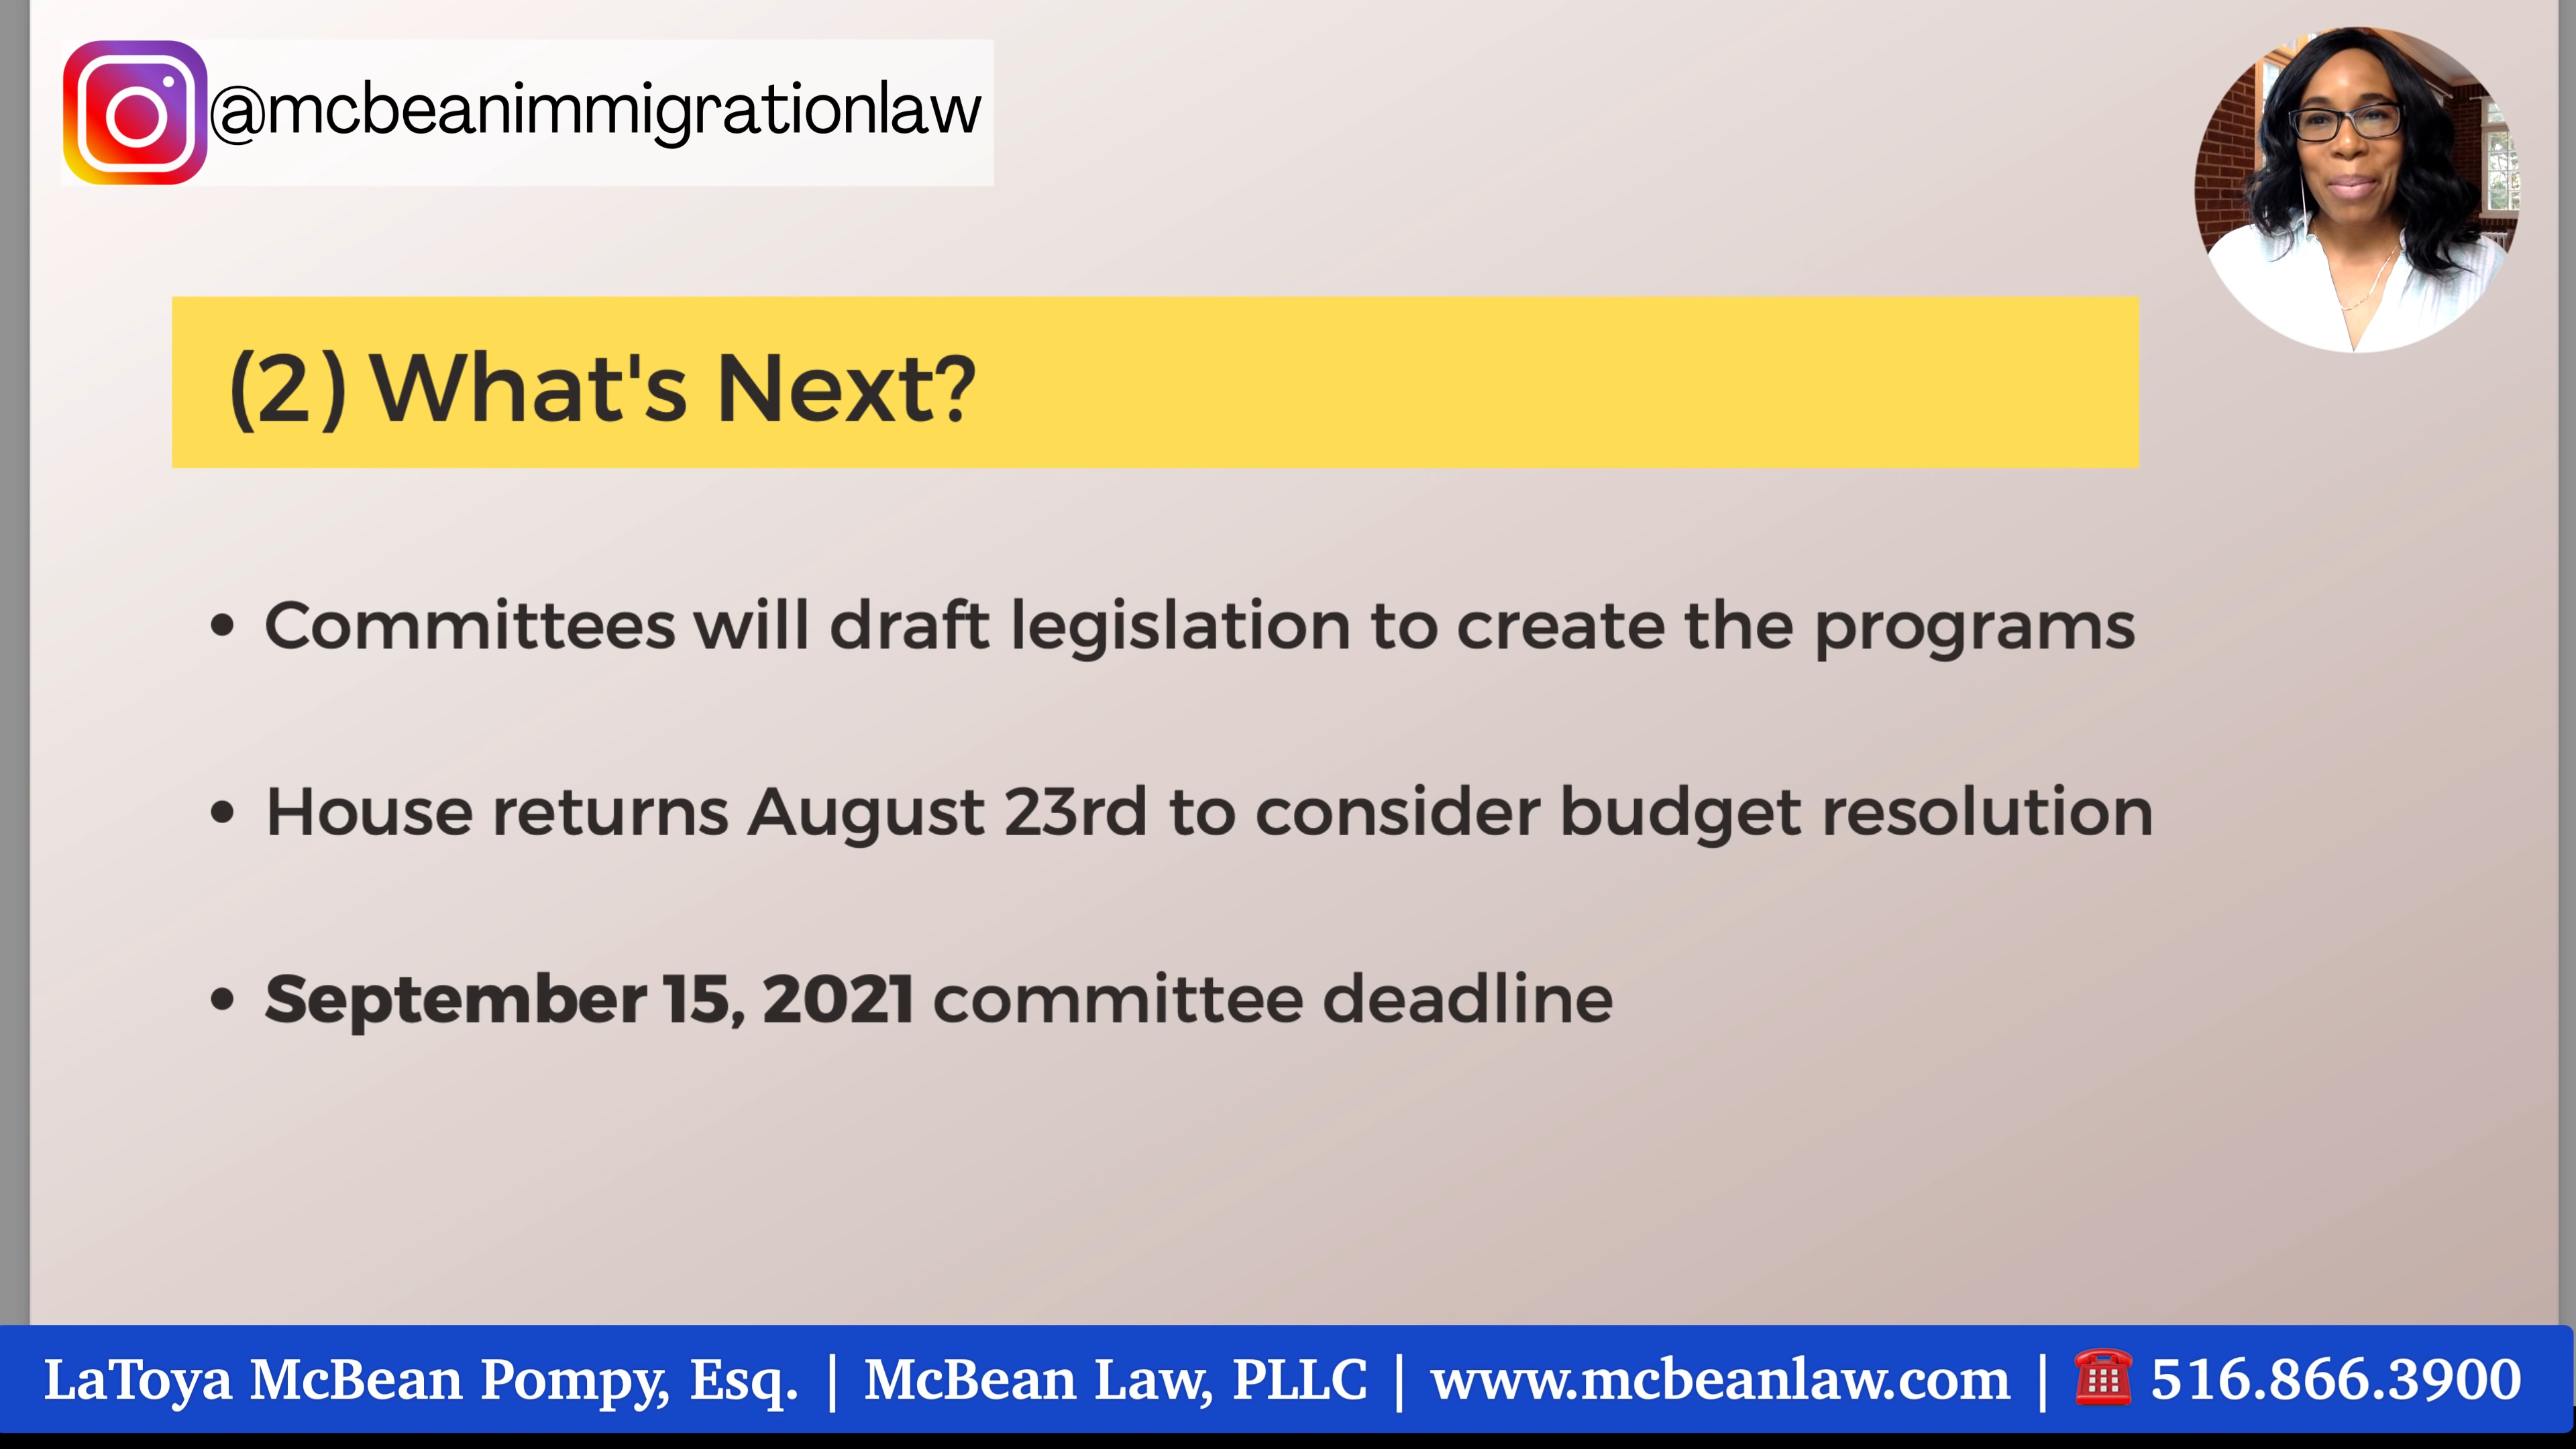 @mcbeanimmigrationlaw
(2) What's Next?
• Committees will draft legislation to create the programs
• House returns August 23rd to consider budget resolution
• September 15, 2021 committee deadline
LaToya McBean Pompy, Esq. | McBean Law, PLLC | www.mcbeanlaw.com | ☎️ 516.866.3900